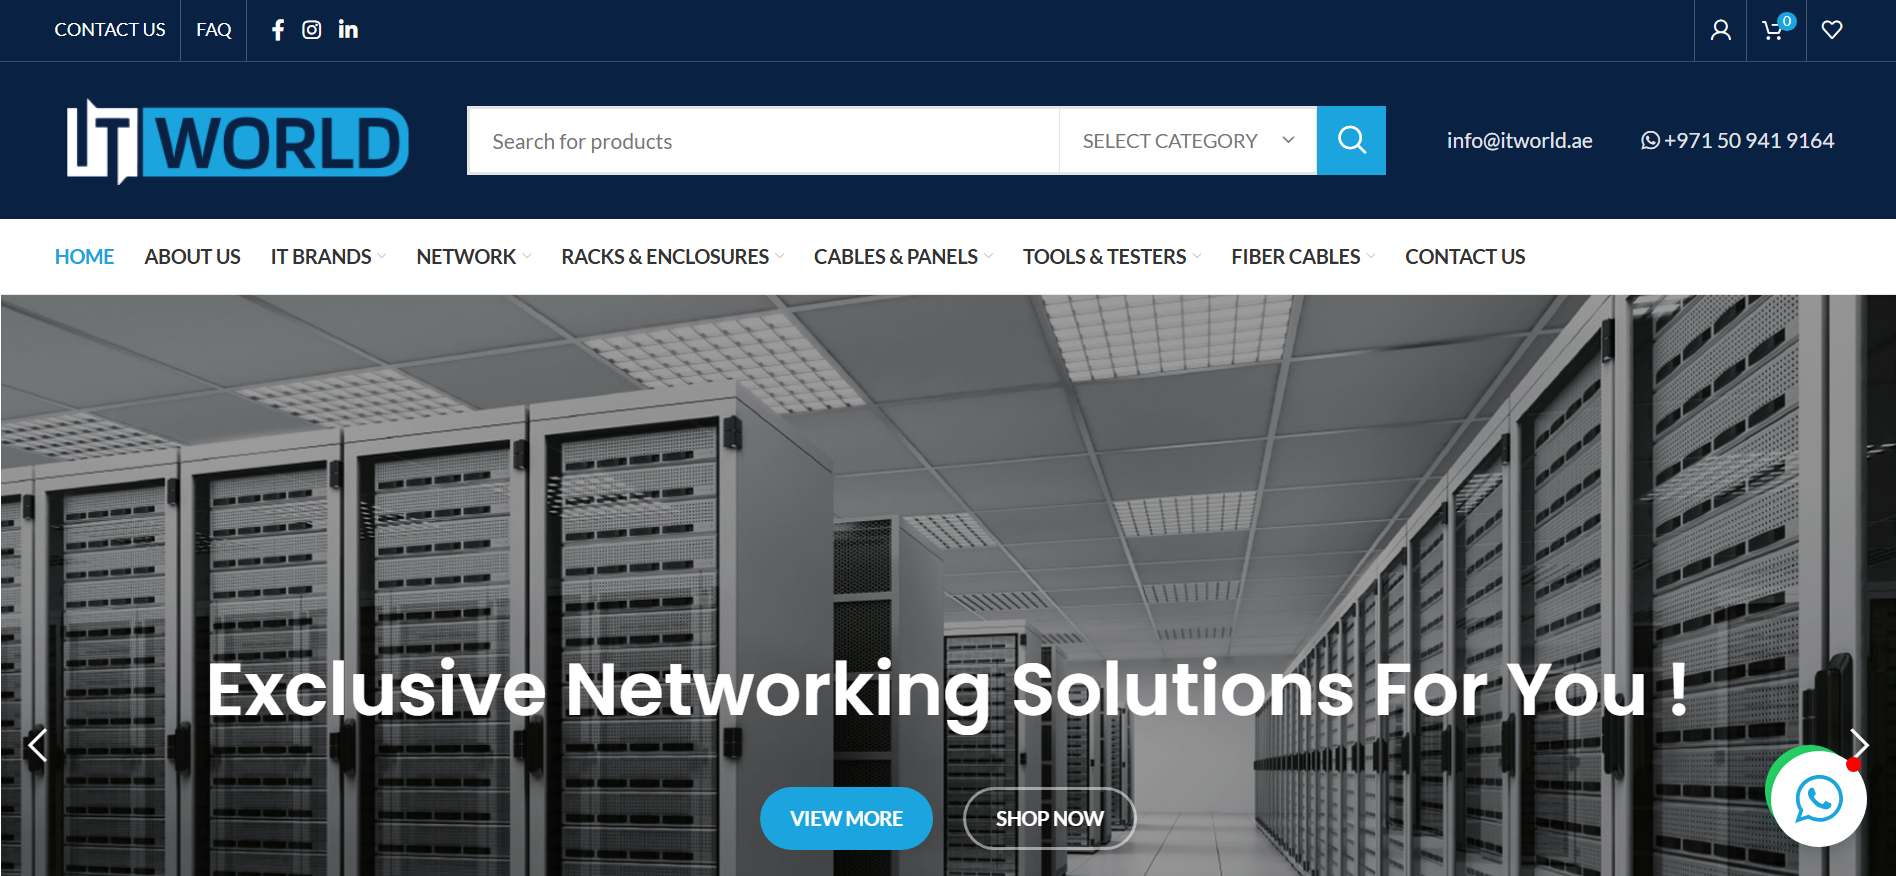 CONTACT US
FAQ
0
IT WORLD
Search for products
SELECT CATEGORY
info@itworld.ae
+971 50 941 9164
HOME
ABOUT US
IT BRANDS
NETWORK
RACKS & ENCLOSURES
CABLES & PANELS
TOOLS & TESTERS
FIBER CABLES
CONTACT US
Exclusive Networking Solutions For You !
VIEW MORE
SHOP NOW